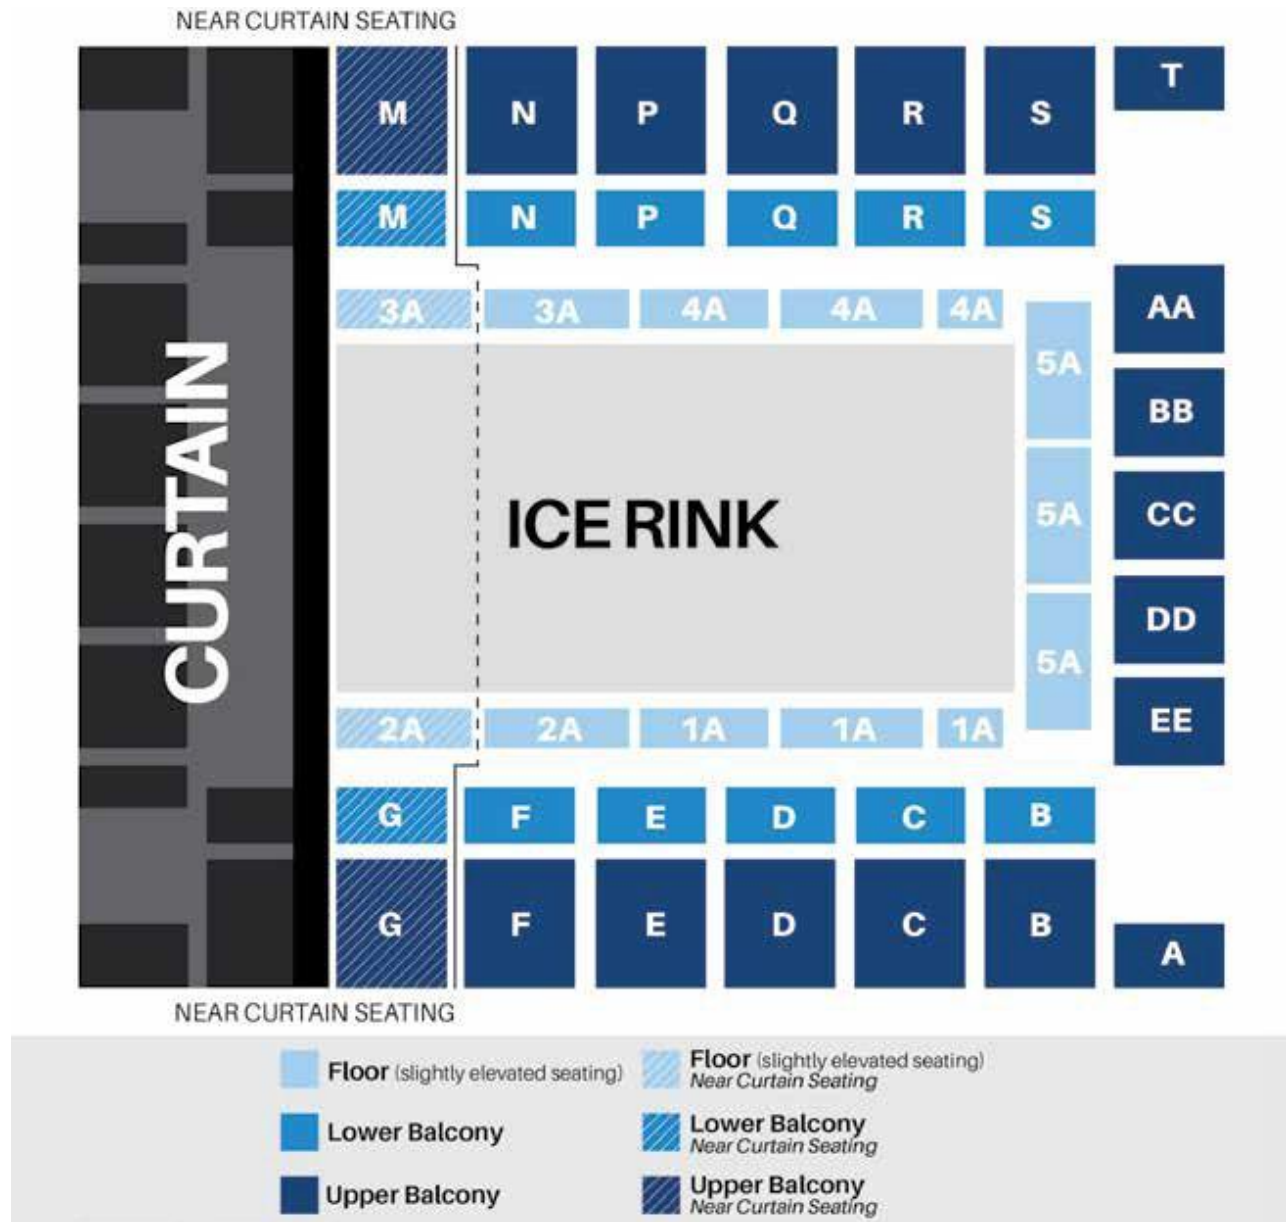 NEAR CURTAIN SEATING
M N P Q R S T
M N P Q R S
3A 3A 4A 4A 4A
AA
5A
BB
CURTAIN
ICE RINK
5A
CC
DD
5A
2A 2A 1A 1A 1A
EE
G F E D C B
G F E D C B A
NEAR CURTAIN SEATING
Floor (slightly elevated seating)
Lower Balcony
Upper Balcony
Floor (slightly elevated seating)
Near Curtain Seating
Lower Balcony
Near Curtain Seating
Upper Balcony
Near Curtain Seating